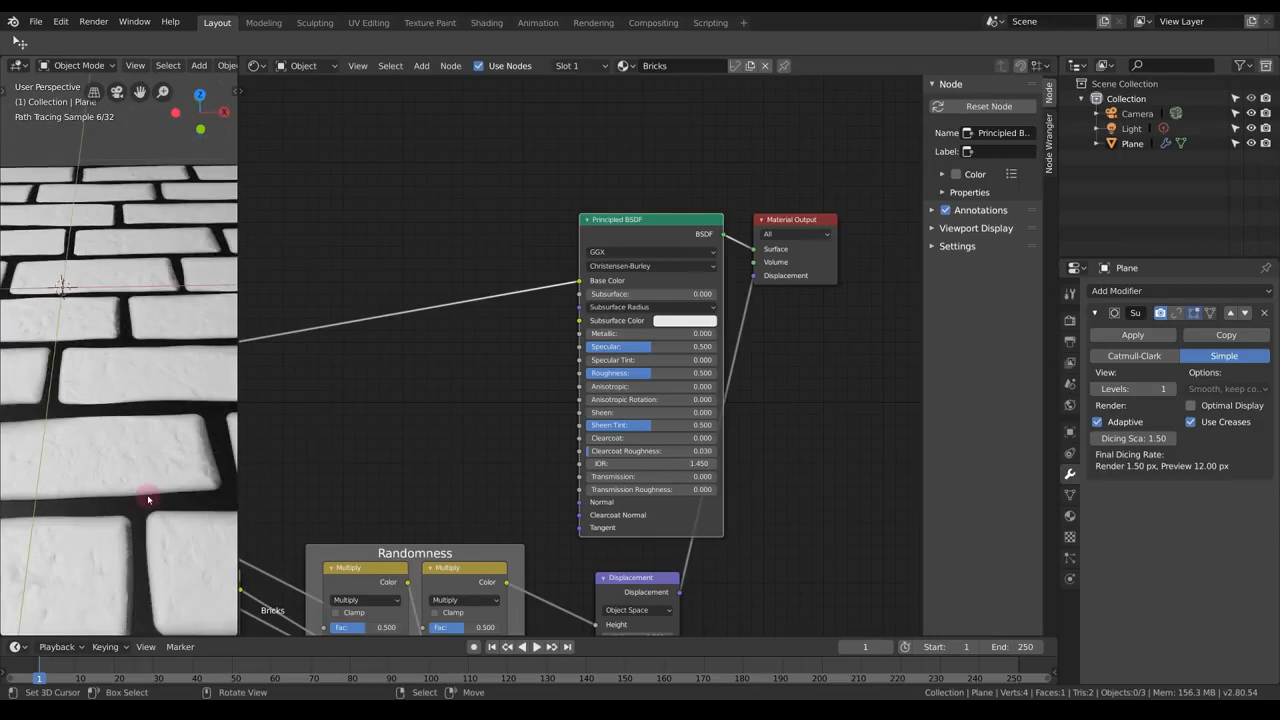 File Edit Render Window Help Layout Modeling Sculpting UV Editing Texture Paint Shading Animation Rendering Compositing Scripting + Scene View Layer
Object Mode View Select Add Obje
Object View Select Add Node Use Nodes Slot 1 Bricks
User Perspective
(1) Collection | Plane
Path Tracing Sample 6/32
Z
X
Node
Reset Node
Name Principled B..
Label:
Color
Properties
Annotations
Viewport Display
Settings
Node
Node Wrangler
Scene Collection
Collection
Camera
Light
Plane
Principled BSDF
BSDF
GGX
Christensen-Burley
Base Color
Subsurface: 0.000
Subsurface Radius
Subsurface Color
Metallic: 0.000
Specular: 0.500
Specular Tint: 0.000
Roughness: 0.500
Anisotropic: 0.000
Anisotropic Rotation: 0.000
Sheen: 0.000
Sheen Tint: 0.500
Clearcoat: 0.000
Clearcoat Roughness: 0.030
IOR: 1.450
Transmission: 0.000
Transmission Roughness: 0.000
Normal
Clearcoat Normal
Tangent
Material Output
All
Surface
Volume
Displacement
Randomness
Multiply
Color
Multiply
Clamp
Fac: 0.500
Multiply
Color
Multiply
Clamp
Fac: 0.500
Bricks
Displacement
Displacement
Object Space
Height
Plane
Add Modifier
Su
Apply Copy
Catmull-Clark Simple
View: Options:
Levels: 1 Smooth, keep co..
Render: Optimal Display
Adaptive Use Creases
Dicing Sca: 1.50
Final Dicing Rate:
Render 1.50 px, Preview 12.00 px
Playback Keying View Marker 1 Start: 1 End: 250
1 10 20 30 40 50 60 70 80 90 100 110 120 130 140 150 160 170 180 190 200 210 220 230 240 250
Set 3D Cursor Box Select Rotate View Select Move Collection | Plane | Verts:4 | Faces:1 | Tris:2 | Objects:0/3 | Mem: 156.3 MB | v2.80.54